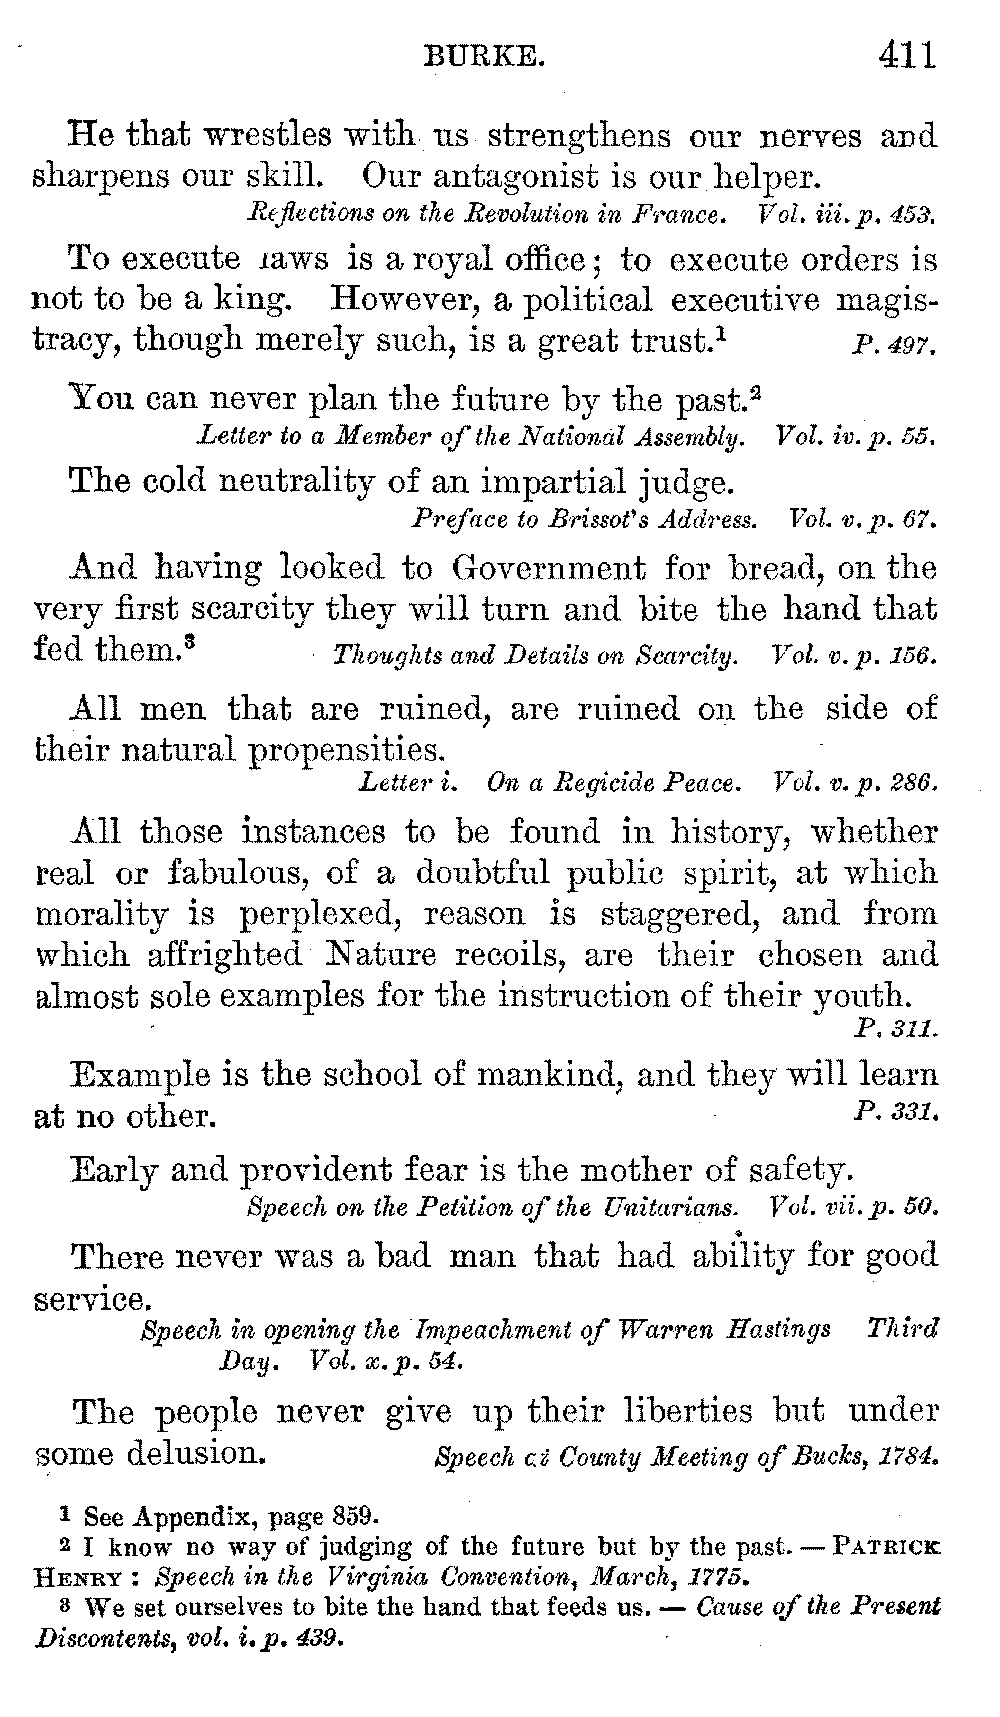 BURKE. 411
He that wrestles with us strengthens our nerves and
sharpens our skill. Our antagonist is our helper.
Reflections on the Revolution in France. Vol. iii. p. 453.
To execute laws is a royal office; to execute orders is
not to be a king. However, a political executive magis-
tracy, though merely such, is a great trust.¹ P. 497.
You can never plan the future by the past.²
Letter to a Member of the National Assembly. Vol. iv. p. 55.
The cold neutrality of an impartial judge.
Preface to Brissot's Address. Vol. v. p. 67.
And having looked to Government for bread, on the
very first scarcity they will turn and bite the hand that
fed them.³ Thoughts and Details on Scarcity. Vol. v. p. 156.
All men that are ruined, are ruined on the side of
their natural propensities.
Letter i. On a Regicide Peace. Vol. v. p. 286.
All those instances to be found in history, whether
real or fabulous, of a doubtful public spirit, at which
morality is perplexed, reason is staggered, and from
which affrighted Nature recoils, are their chosen and
almost sole examples for the instruction of their youth.
P. 311.
Example is the school of mankind, and they will learn
at no other. P. 331.
Early and provident fear is the mother of safety.
Speech on the Petition of the Unitarians. Vol. vii. p. 50.
There never was a bad man that had ability for good
service.
Speech in opening the Impeachment of Warren Hastings Third
Day. Vol. x. p. 54.
The people never give up their liberties but under
some delusion. Speech at County Meeting of Bucks, 1784.
¹ See Appendix, page 859.
² I know no way of judging of the future but by the past. — PATRICK
HENRY: Speech in the Virginia Convention, March, 1775.
³ We set ourselves to bite the hand that feeds us. — Cause of the Present
Discontents, vol. i. p. 439.